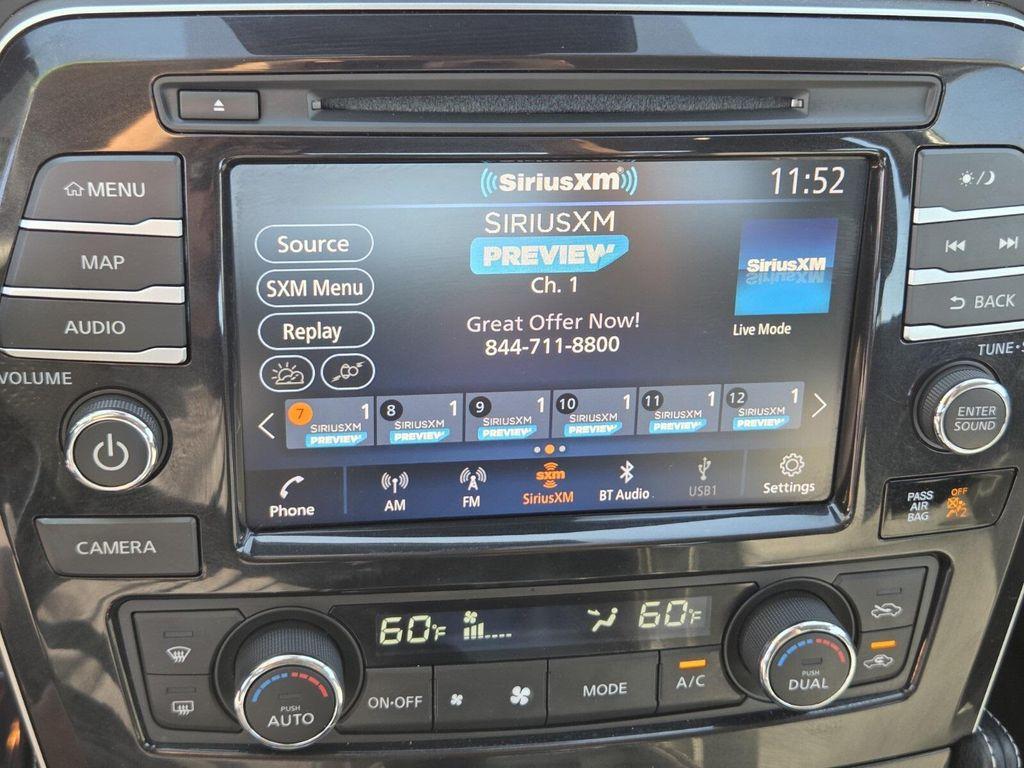 MENU
MAP
AUDIO
VOLUME
CAMERA
SiriusXM
11:52
SIRIUSXM
PREVIEW
Ch. 1
Great Offer Now!
844-711-8800
Source
SXM Menu
Replay
SiriusXM
Live Mode
7 1 SIRIUSXM PREVIEW
8 1 SIRIUSXM PREVIEW
9 1 SIRIUSXM PREVIEW
10 1 SIRIUSXM PREVIEW
11 1 SIRIUSXM PREVIEW
12 1 SIRIUSXM PREVIEW
Phone
AM
FM
sxm
SiriusXM
BT Audio
USB1
Settings
BACK
TUNE·S
ENTER
SOUND
PASS
AIR
BAG
OFF
60°F
60°F
PUSH
AUTO
ON·OFF
MODE
A/C
PUSH
DUAL